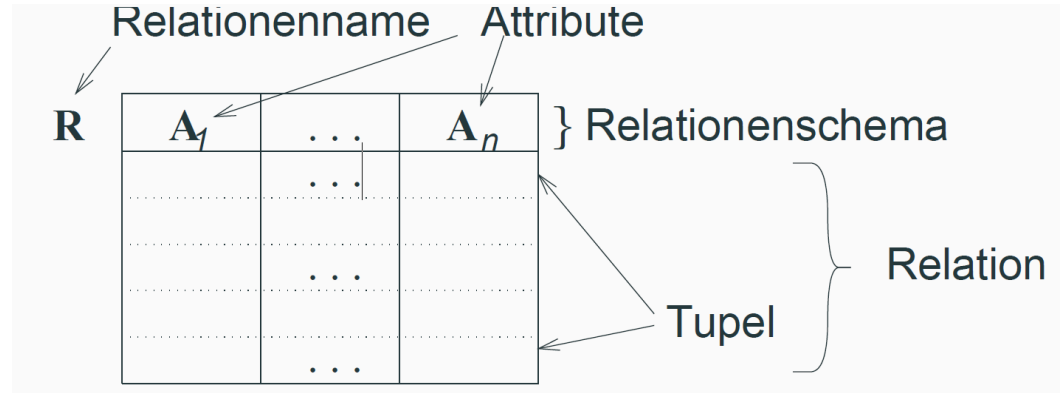 Relationenname Attribute
R A1 . . . An } Relationenschema
. . .
Relation
. . .
Tupel
. . .